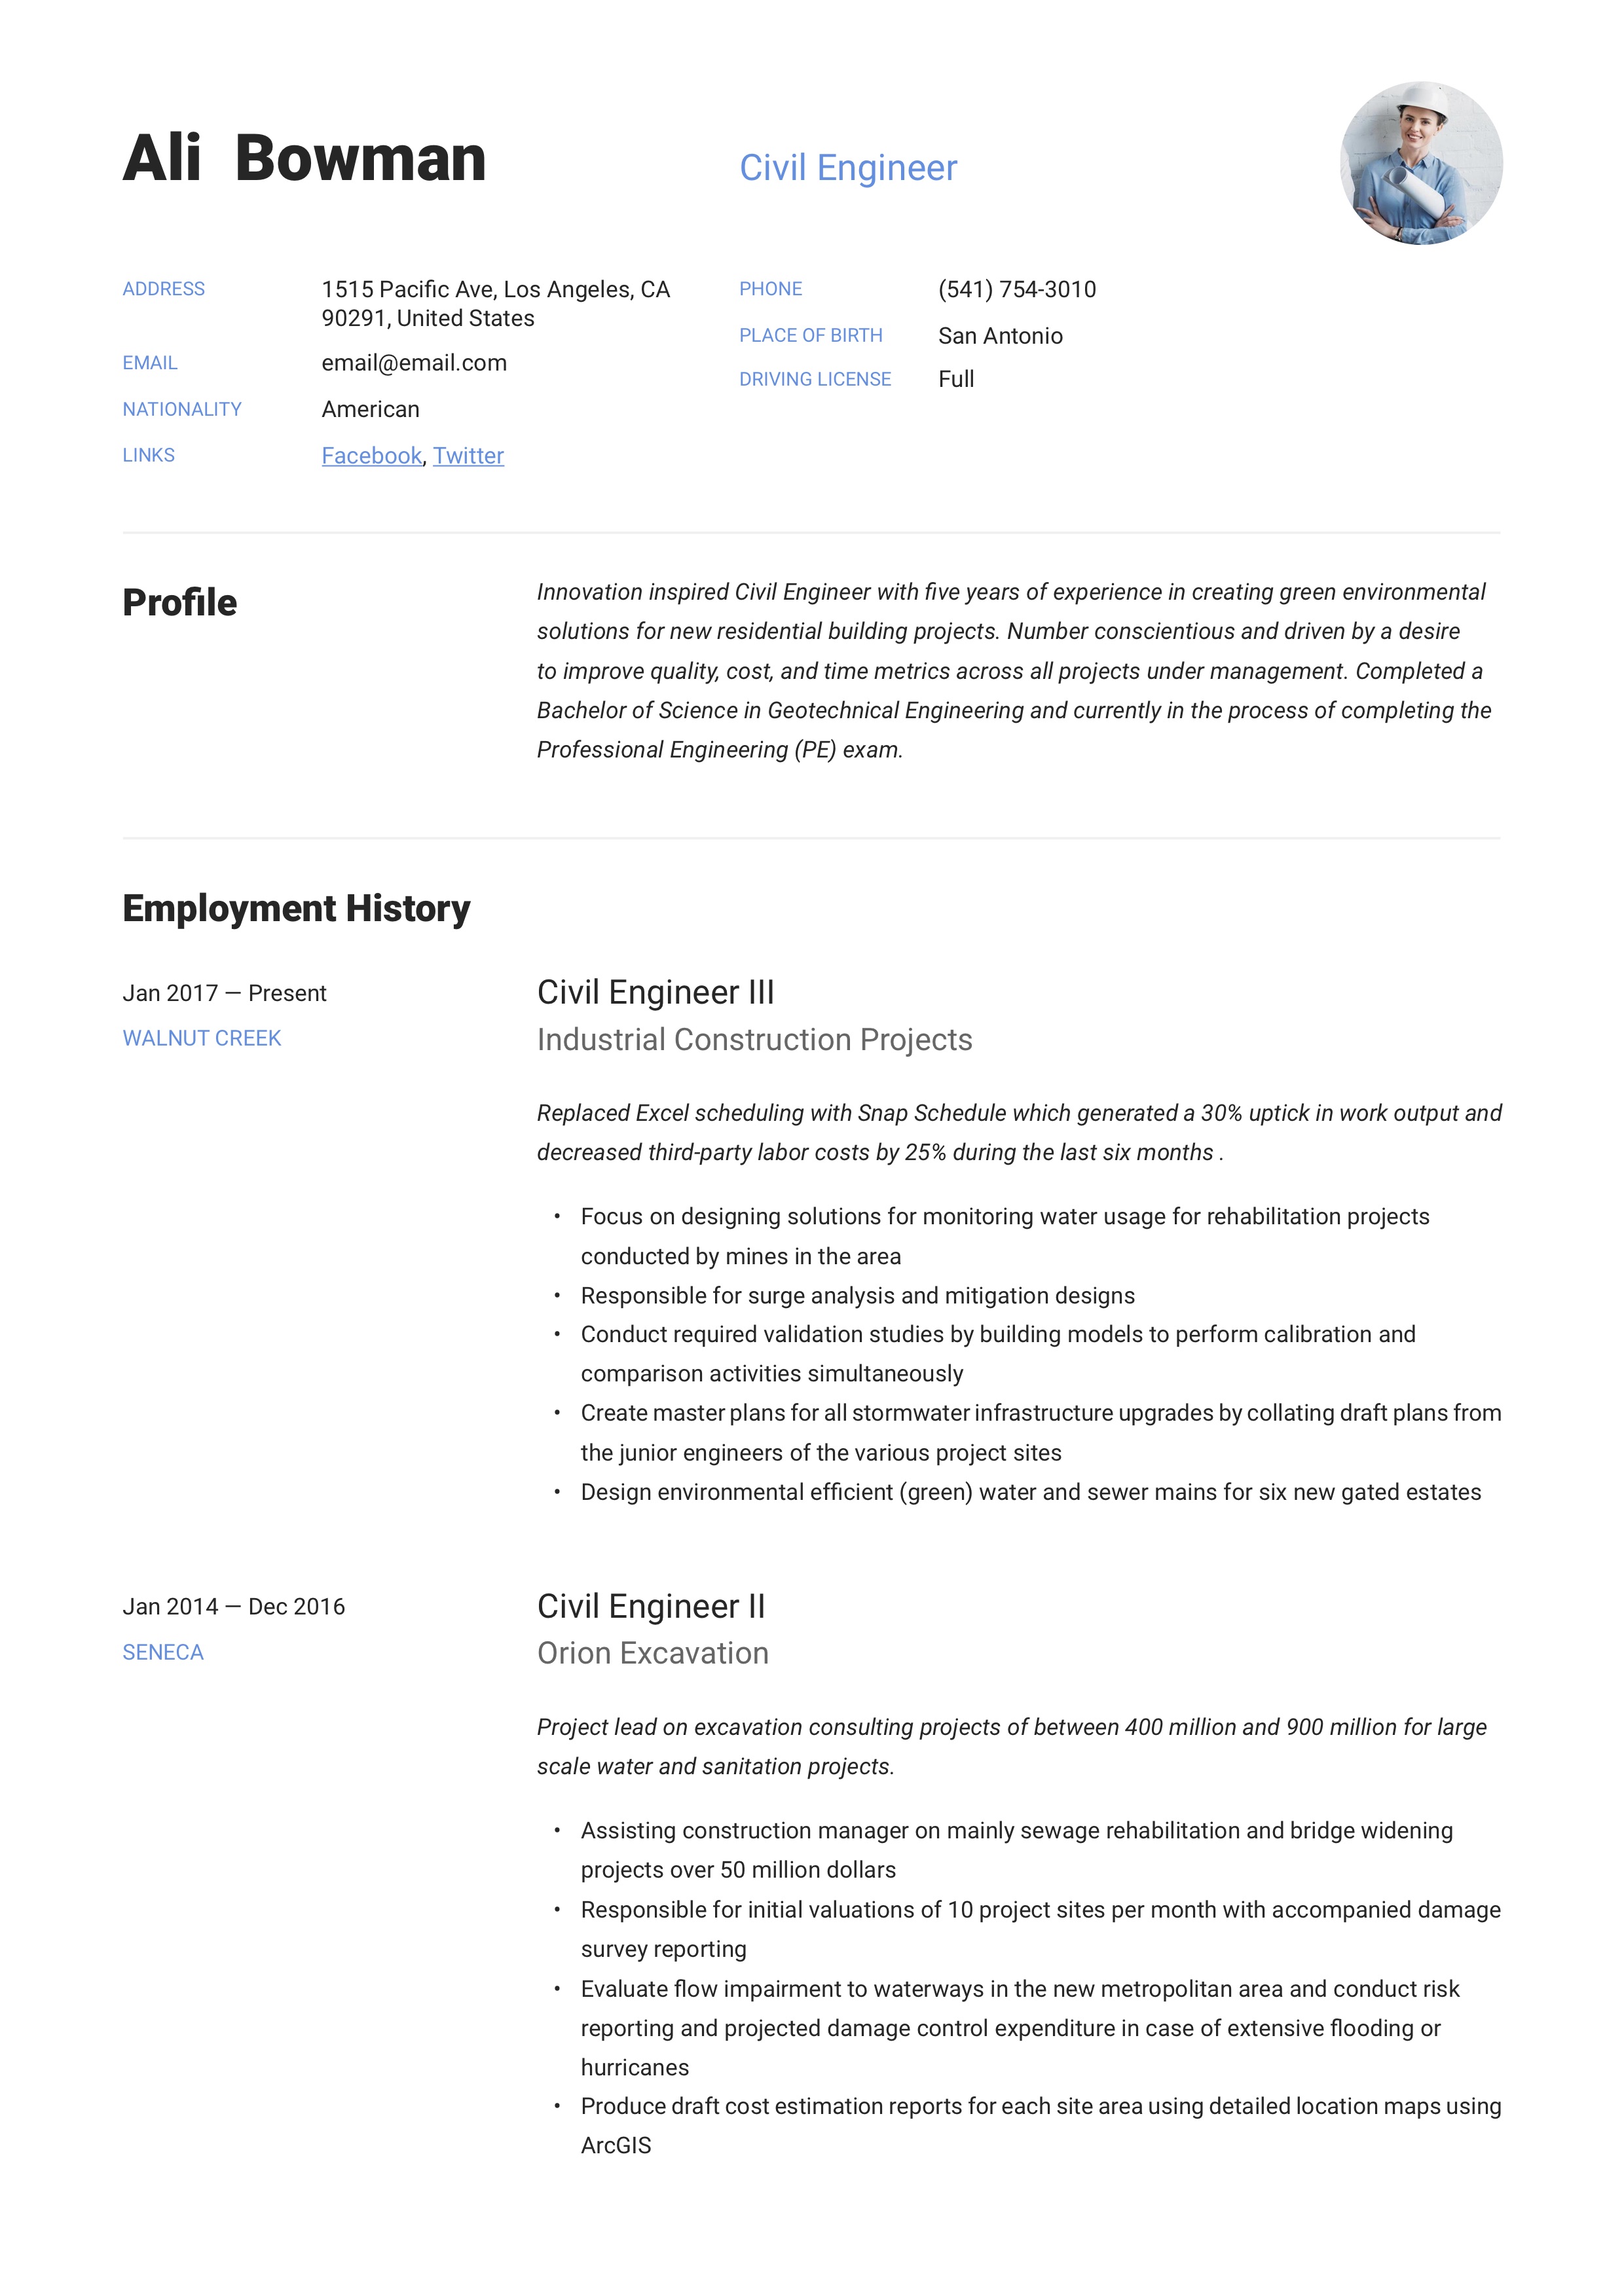 Ali Bowman
Civil Engineer
ADDRESS
1515 Pacific Ave, Los Angeles, CA
90291, United States
EMAIL
email@email.com
NATIONALITY
American
LINKS
Facebook, Twitter
PHONE
(541) 754-3010
PLACE OF BIRTH
San Antonio
DRIVING LICENSE
Full
Profile
Innovation inspired Civil Engineer with five years of experience in creating green environmental
solutions for new residential building projects. Number conscientious and driven by a desire
to improve quality, cost, and time metrics across all projects under management. Completed a
Bachelor of Science in Geotechnical Engineering and currently in the process of completing the
Professional Engineering (PE) exam.
Employment History
Jan 2017 — Present
WALNUT CREEK
Civil Engineer III
Industrial Construction Projects
Replaced Excel scheduling with Snap Schedule which generated a 30% uptick in work output and
decreased third-party labor costs by 25% during the last six months .
• Focus on designing solutions for monitoring water usage for rehabilitation projects
conducted by mines in the area
• Responsible for surge analysis and mitigation designs
• Conduct required validation studies by building models to perform calibration and
comparison activities simultaneously
• Create master plans for all stormwater infrastructure upgrades by collating draft plans from
the junior engineers of the various project sites
• Design environmental efficient (green) water and sewer mains for six new gated estates
Jan 2014 — Dec 2016
SENECA
Civil Engineer II
Orion Excavation
Project lead on excavation consulting projects of between 400 million and 900 million for large
scale water and sanitation projects.
• Assisting construction manager on mainly sewage rehabilitation and bridge widening
projects over 50 million dollars
• Responsible for initial valuations of 10 project sites per month with accompanied damage
survey reporting
• Evaluate flow impairment to waterways in the new metropolitan area and conduct risk
reporting and projected damage control expenditure in case of extensive flooding or
hurricanes
• Produce draft cost estimation reports for each site area using detailed location maps using
ArcGIS